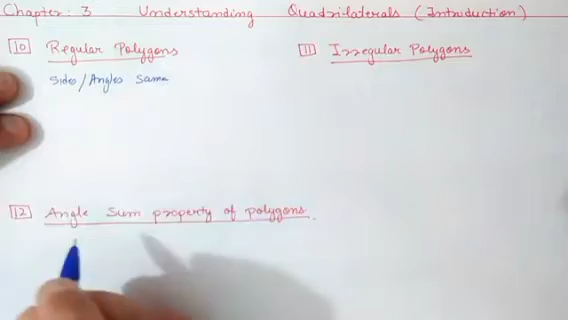 Chapter : 3 Understanding Quadrilaterals (Introduction)
10 Regular Polygons
Sides/Angles Same
11 Irregular Polygons
12 Angle Sum property of polygons.